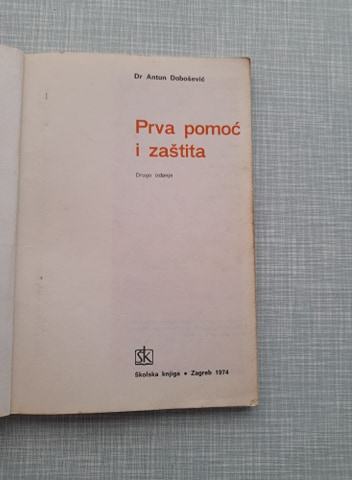 Dr Antun Dobošević
Prva pomoć
i zaštita
Drugo izdanje
ŠK
Školska knjiga • Zagreb 1974